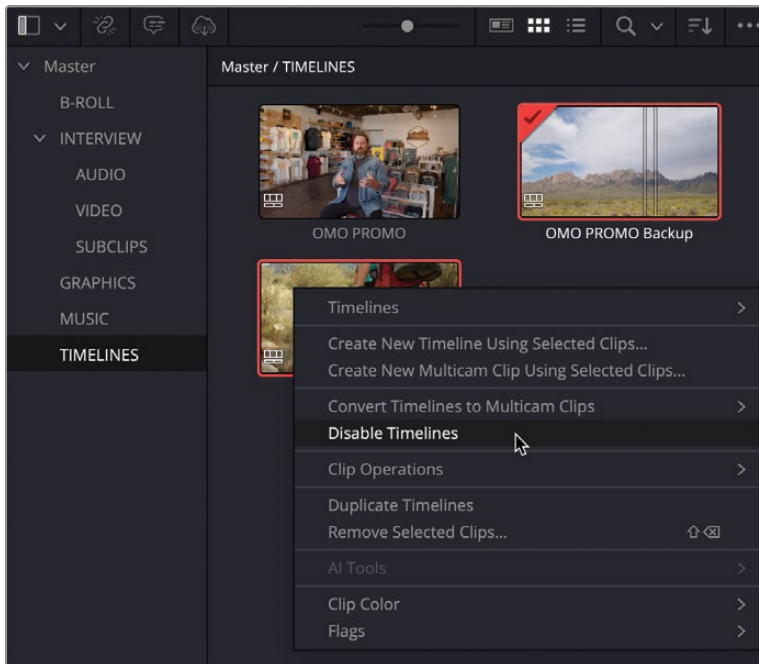 Master
Master / TIMELINES
B-ROLL
INTERVIEW
AUDIO
VIDEO
SUBCLIPS
GRAPHICS
MUSIC
TIMELINES
OMO PROMO
OMO PROMO Backup
Timelines
Create New Timeline Using Selected Clips...
Create New Multicam Clip Using Selected Clips...
Convert Timelines to Multicam Clips
Disable Timelines
Clip Operations
Duplicate Timelines
Remove Selected Clips...
AI Tools
Clip Color
Flags